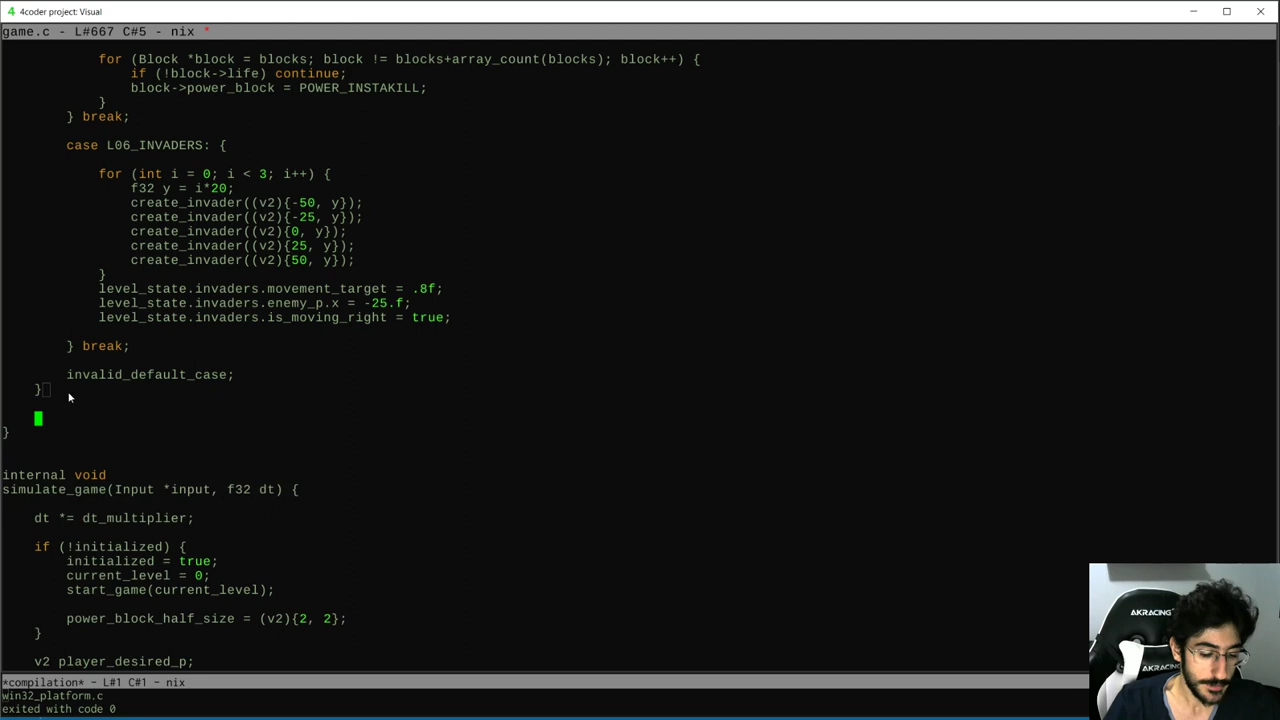 4coder project: Visual
game.c - L#667 C#5 - nix *
for (Block *block = blocks; block != blocks+array_count(blocks); block++) {
if (!block->life) continue;
block->power_block = POWER_INSTAKILL;
}
} break;
case L06_INVADERS: {
for (int i = 0; i < 3; i++) {
f32 y = i*20;
create_invader((v2){-50, y});
create_invader((v2){-25, y});
create_invader((v2){0, y});
create_invader((v2){25, y});
create_invader((v2){50, y});
}
level_state.invaders.movement_target = .8f;
level_state.invaders.enemy_p.x = -25.f;
level_state.invaders.is_moving_right = true;
} break;
invalid_default_case;
}
}
internal void
simulate_game(Input *input, f32 dt) {
dt *= dt_multiplier;
if (!initialized) {
initialized = true;
current_level = 0;
start_game(current_level);
power_block_half_size = (v2){2, 2};
}
v2 player_desired_p;
*compilation* - L#1 C#1 - nix
win32_platform.c
exited with code 0
AKRACING
AKRACING